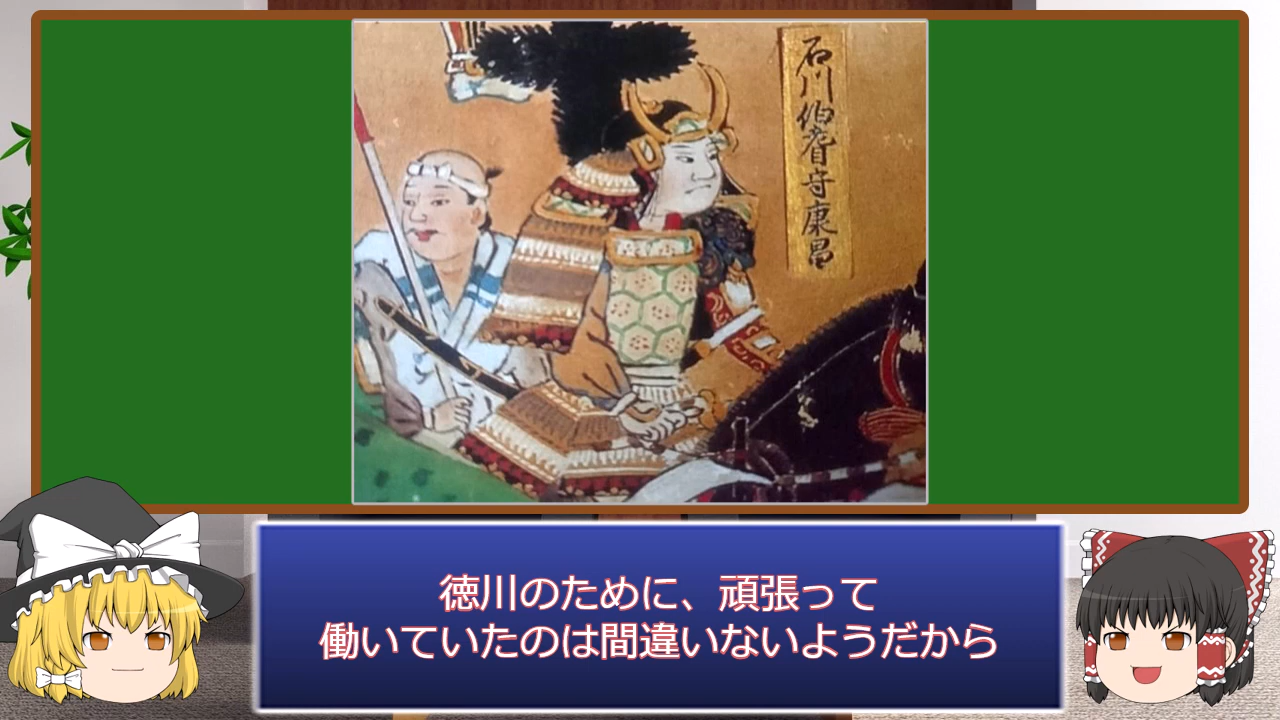 石川伯耆守康昌
徳川のために、頑張って
働いていたのは間違いないようだから